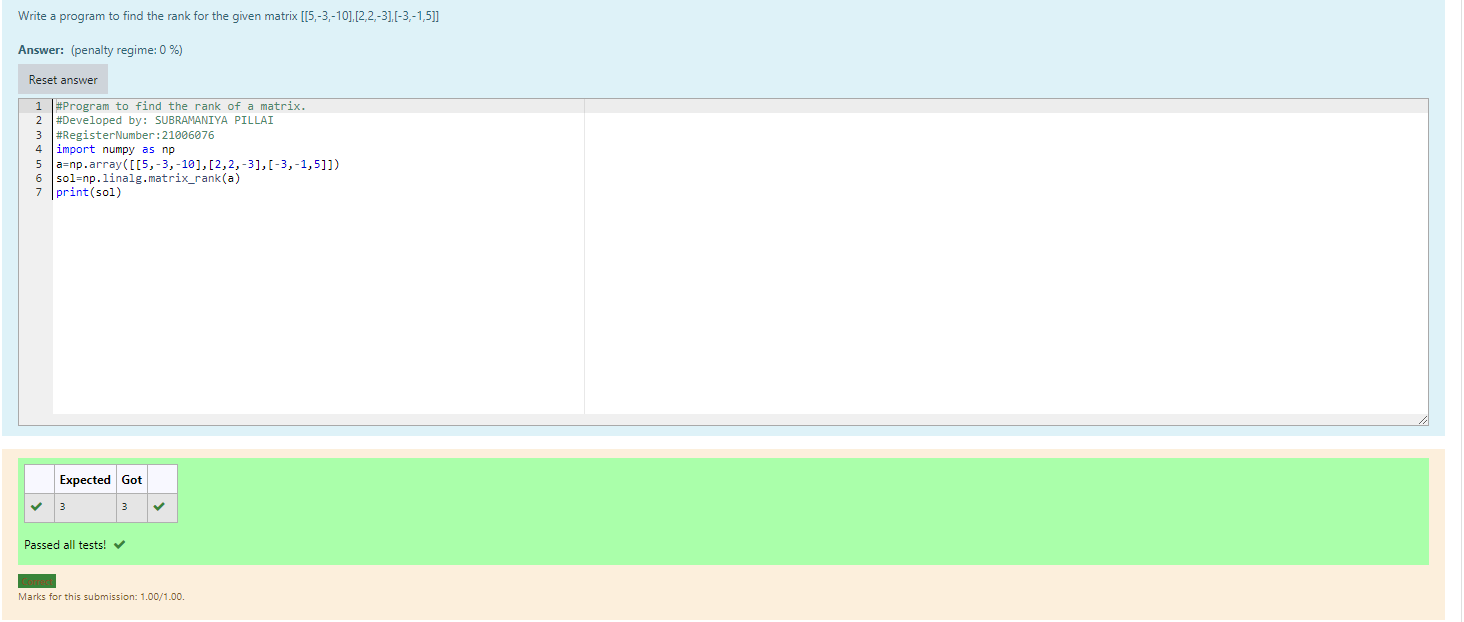 Write a program to find the rank for the given matrix [[5,-3,-10],[2,2,-3],[-3,-1,5]]
Answer: (penalty regime: 0 %)
Reset answer
1 #Program to find the rank of a matrix.
2 #Developed by: SUBRAMANIYA PILLAI
3 #RegisterNumber:21006076
4 import numpy as np
5 a=np.array([[5,-3,-10],[2,2,-3],[-3,-1,5]])
6 sol=np.linalg.matrix_rank(a)
7 print(sol)
Expected Got
3 3
Passed all tests!
Correct
Marks for this submission: 1.00/1.00.